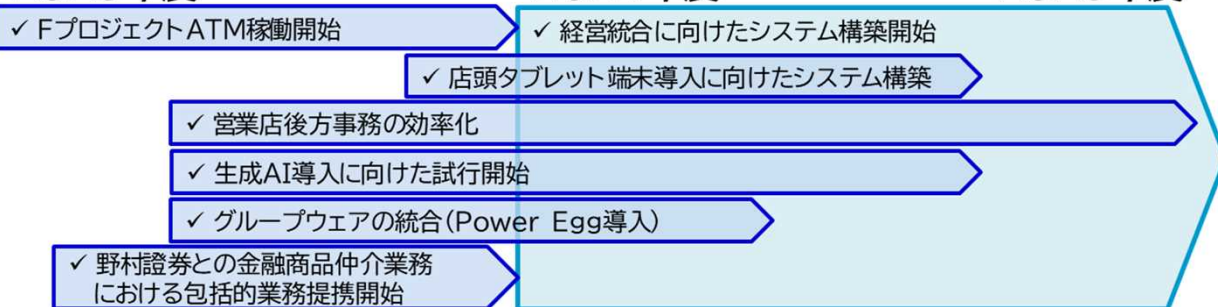 ✓ FプロジェクトATM稼働開始
✓ 経営統合に向けたシステム構築開始
✓ 店頭タブレット端末導入に向けたシステム構築
✓ 営業店後方事務の効率化
✓ 生成AI導入に向けた試行開始
✓ グループウェアの統合(Power Egg導入)
✓ 野村證券との金融商品仲介業務
における包括的業務提携開始